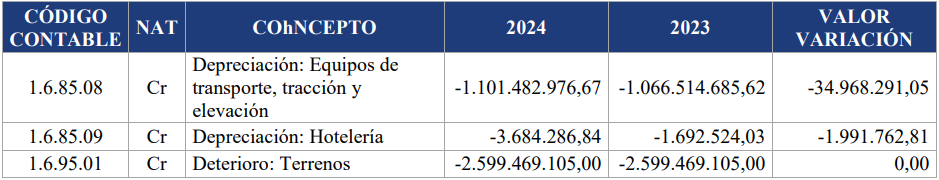 CÓDIGO CONTABLE NAT COhNCEPTO 2024 2023 VALOR VARIACIÓN
1.6.85.08 Cr Depreciación: Equipos de transporte, tracción y elevación -1.101.482.976,67 -1.066.514.685,62 -34.968.291,05
1.6.85.09 Cr Depreciación: Hotelería -3.684.286,84 -1.692.524,03 -1.991.762,81
1.6.95.01 Cr Deterioro: Terrenos -2.599.469.105,00 -2.599.469.105,00 0,00